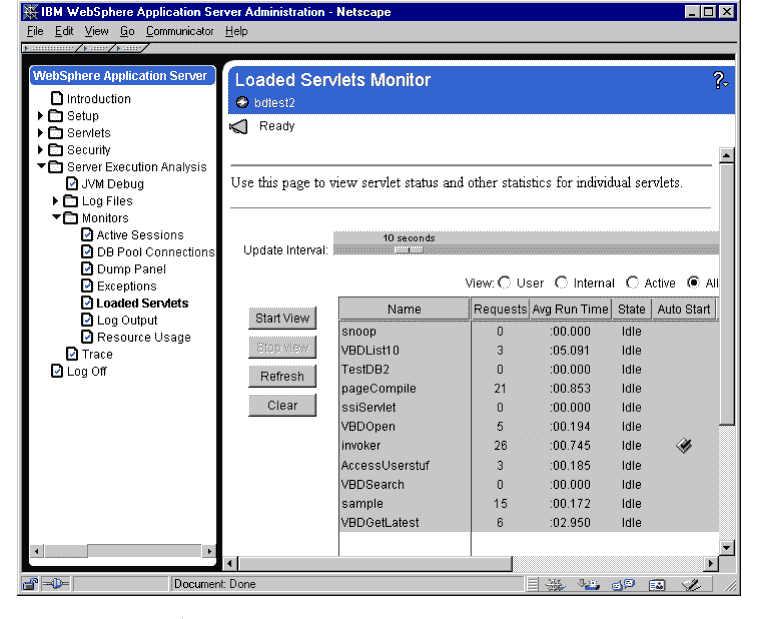 IBM WebSphere Application Server Administration - Netscape
File Edit View Go Communicator Help
WebSphere Application Server
Introduction
Setup
Servlets
Security
Server Execution Analysis
JVM Debug
Log Files
Monitors
Active Sessions
DB Pool Connections
Dump Panel
Exceptions
Loaded Servlets
Log Output
Resource Usage
Trace
Log Off
Loaded Servlets Monitor
?
bdtest2
Ready
Use this page to view servlet status and other statistics for individual servlets.
Update Interval: 10 seconds
View: User Internal Active All
Start View
Stop view
Refresh
Clear
Name Requests Avg Run Time State Auto Start
snoop 0 :00.000 Idle
VBDList10 3 :05.091 Idle
TestDB2 0 :00.000 Idle
pageCompile 21 :00.853 Idle
ssiServlet 0 :00.000 Idle
VBDOpen 5 :00.194 Idle
invoker 26 :00.745 Idle
AccessUserstuf 3 :00.185 Idle
VBDSearch 0 :00.000 Idle
sample 15 :00.172 Idle
VBDGetLatest 6 :02.950 Idle
Document: Done